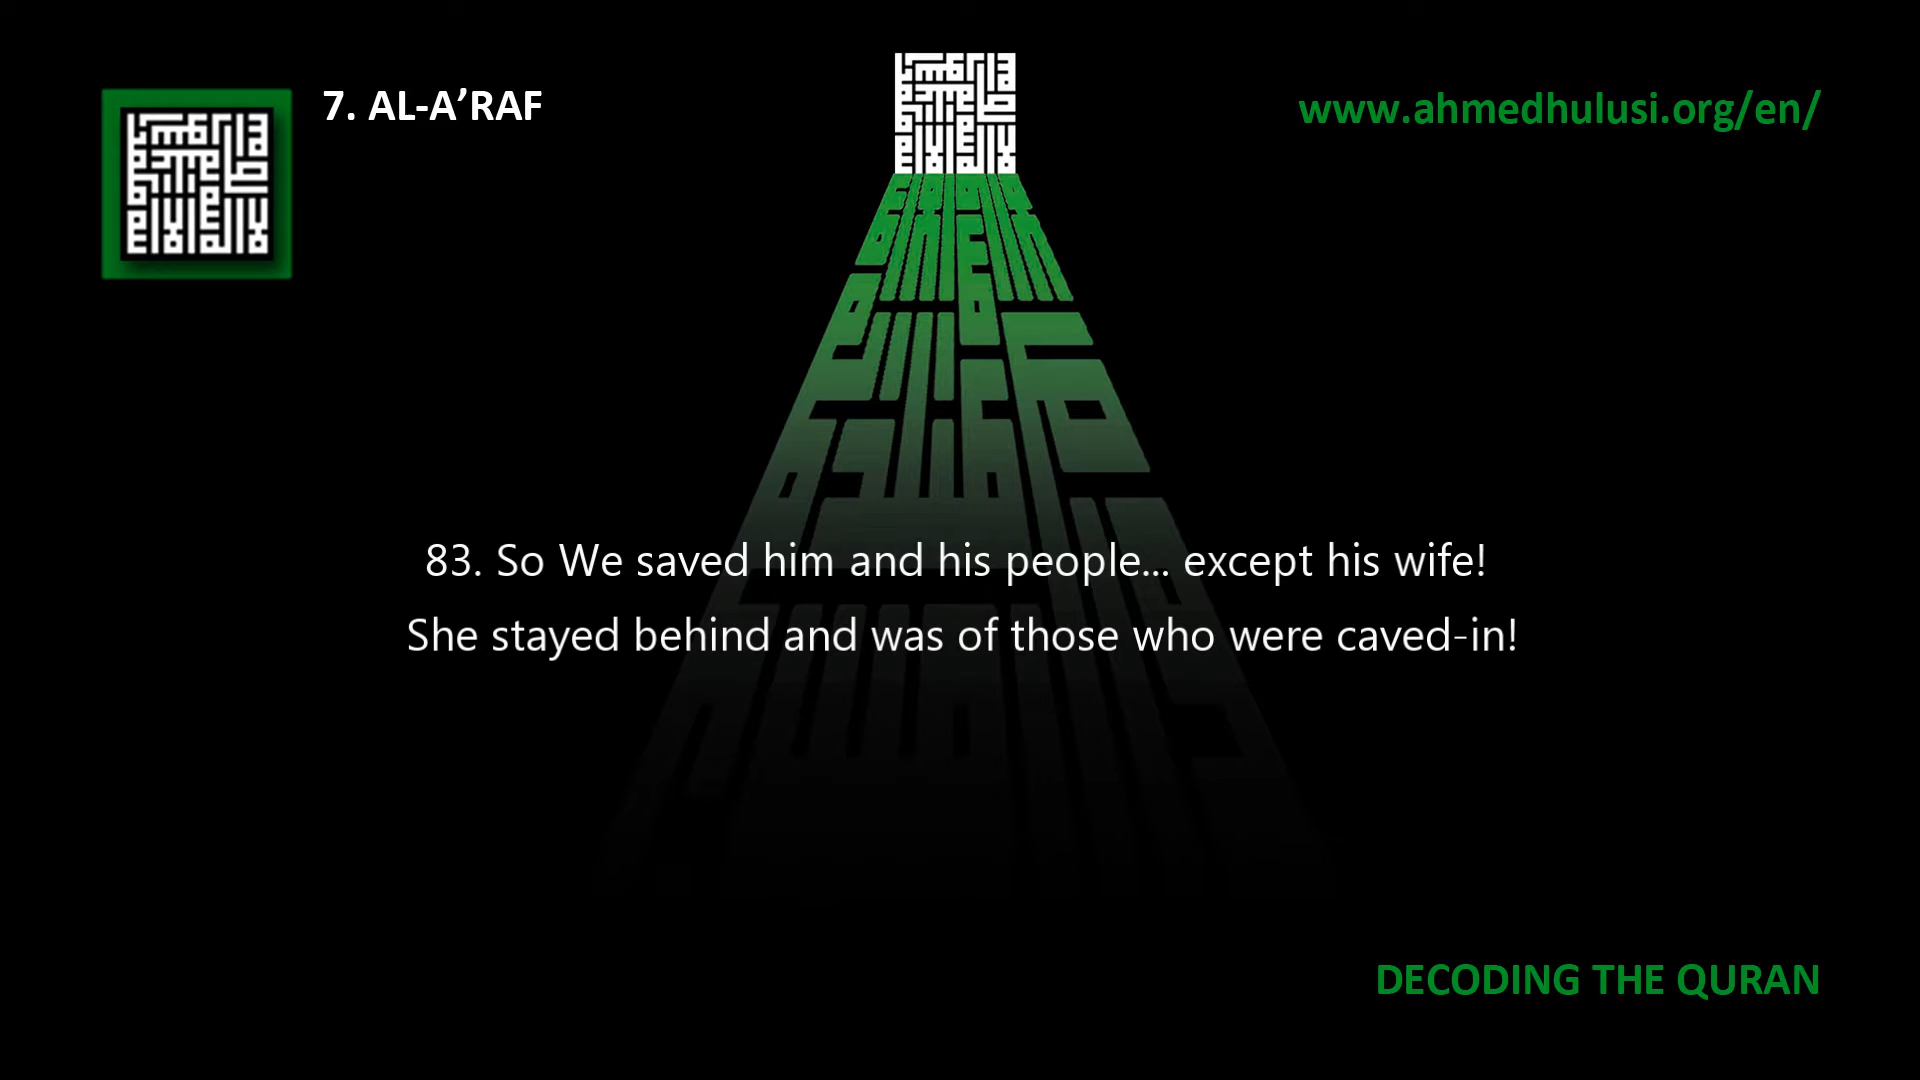 7. AL-A’RAF
www.ahmedhulusi.org/en/
83. So We saved him and his people... except his wife!
She stayed behind and was of those who were caved-in!
DECODING THE QURAN